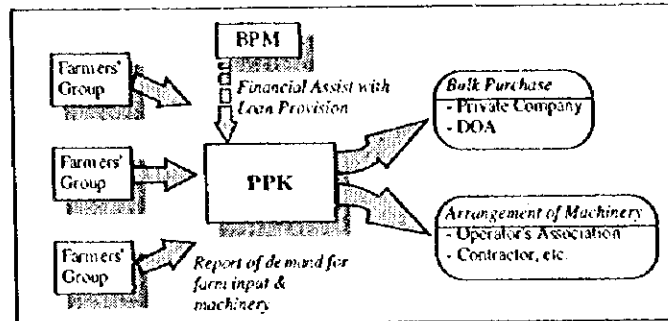 Farmers'
Group
BPM
Financial Assist with
Loan Provision
Bulk Purchase
- Private Company
- DOA
Farmers'
Group
PPK
Arrangement of Machinery
- Operator's Association
- Contractor, etc.
Farmers'
Group
Report of demand for
farm input &
machinery